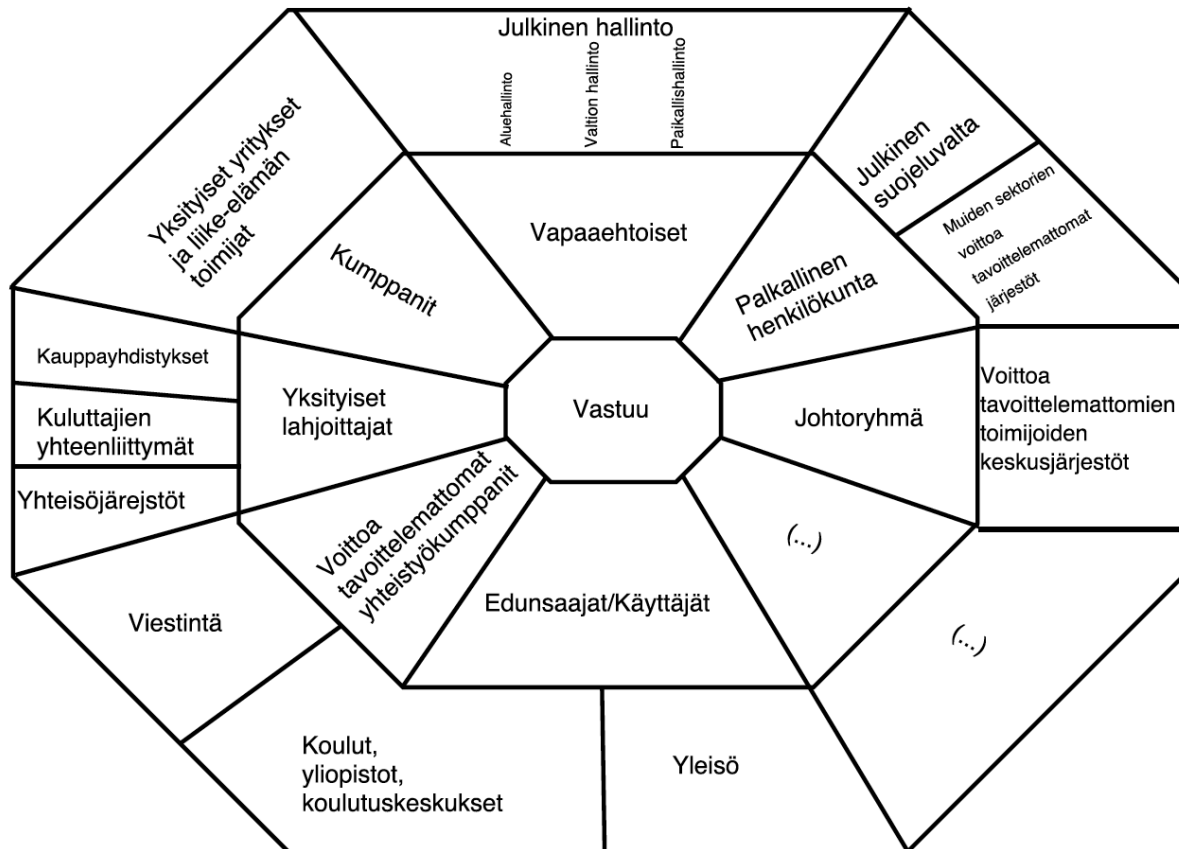 Julkinen hallinto
Aluehallinto
Valtion hallinto
Paikallishallinto
Yksityiset yritykset
ja liike-elämän
toimijat
Julkinen
suojeluvalta
Muiden sektorien
voittoa
tavoittelemattomat
järjestöt
Kumppanit
Vapaaehtoiset
Palkallinen
henkilökunta
Kauppayhdistykset
Kuluttajien
yhteenliittymät
Yhteisöjärejstöt
Yksityiset
lahjoittajat
Vastuu
Johtoryhmä
Voittoa
tavoittelemattomien
toimijoiden
keskusjärjestöt
Voittoa
tavoittelemattomat
yhteistyökumppanit
Edunsaajat/Käyttäjät
(...)
(...)
Viestintä
Koulut,
yliopistot,
koulutuskeskukset
Yleisö